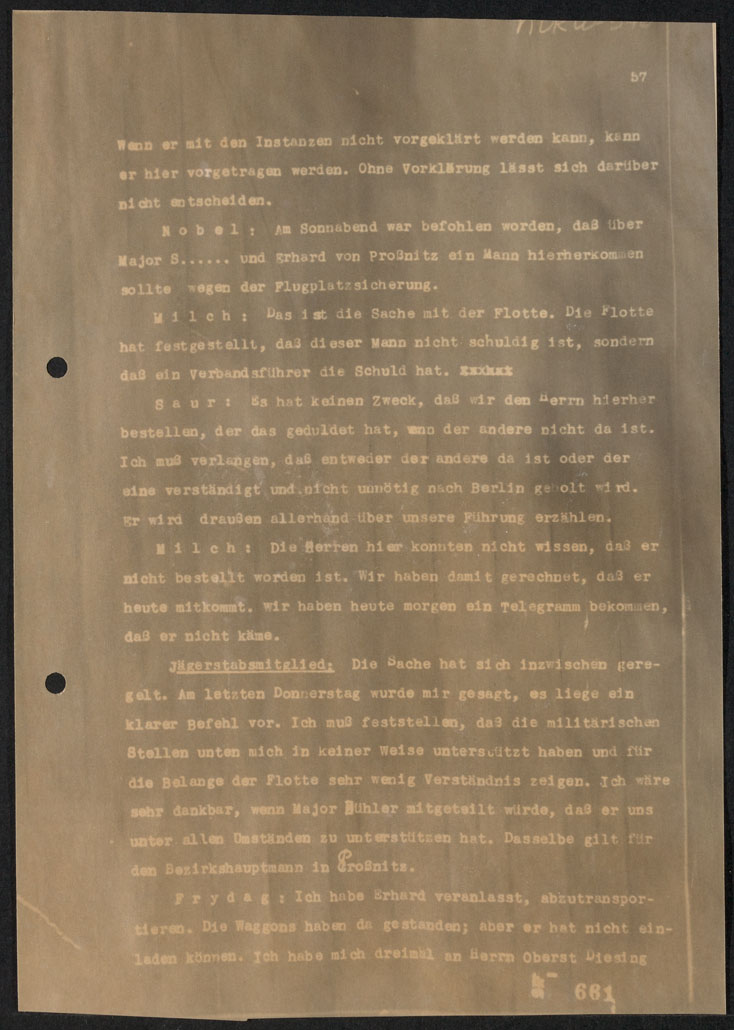 57
Wenn er mit den Instanzen nicht vorgeklärt werden kann, kann
er hier vorgetragen werden. Ohne Vorklärung lässt sich darüber
nicht entscheiden.
N o b e l : Am Sonnabend war befohlen worden, daß über
Major S...... und Erhard von Proßnitz ein Mann hierherkommen
sollte wegen der Flugplatzsicherung.
M i l c h : Das ist die Sache mit der Flotte. Die Flotte
hat festgestellt, daß dieser Mann nicht schuldig ist, sondern
daß ein Verbandsführer die Schuld hat.
S a u r : Es hat keinen Zweck, daß wir den Herrn hierher
bestellen, der das geduldet hat, wnn der andere nicht da ist.
Ich muß verlangen, daß entweder der andere da ist oder der
eine verständigt und nicht unnötig nach Berlin geholt wird.
Er wird draußen allerhand über unsere Führung erzählen.
M i l c h : Die Herren hier konnten nicht wissen, daß er
nicht bestellt worden ist. Wir haben damit gerechnet, daß er
heute mitkommt. Wir haben heute morgen ein Telegramm bekommen,
daß er nicht käme.
Jägerstabsmitglied: Die Sache hat sich inzwischen gere-
gelt. Am letzten Donnerstag wurde mir gesagt, es liege ein
klarer Befehl vor. Ich muß feststellen, daß die militärischen
Stellen unten mich in keiner Weise unterstützt haben und für
die Belange der Flotte sehr wenig Verständnis zeigen. Ich wäre
sehr dankbar, wenn Major Bühler mitgeteilt würde, daß er uns
unter allen Umständen zu unterstützen hat. Dasselbe gilt für
den Bezirkshauptmann in Proßnitz.
F r y d a g : Ich habe Erhard veranlasst, abzutranspor-
tieren. Die Waggons haben da gestanden; aber er hat nicht ein-
laden können. Ich habe mich dreimal an Herrn Oberst Diesing
661